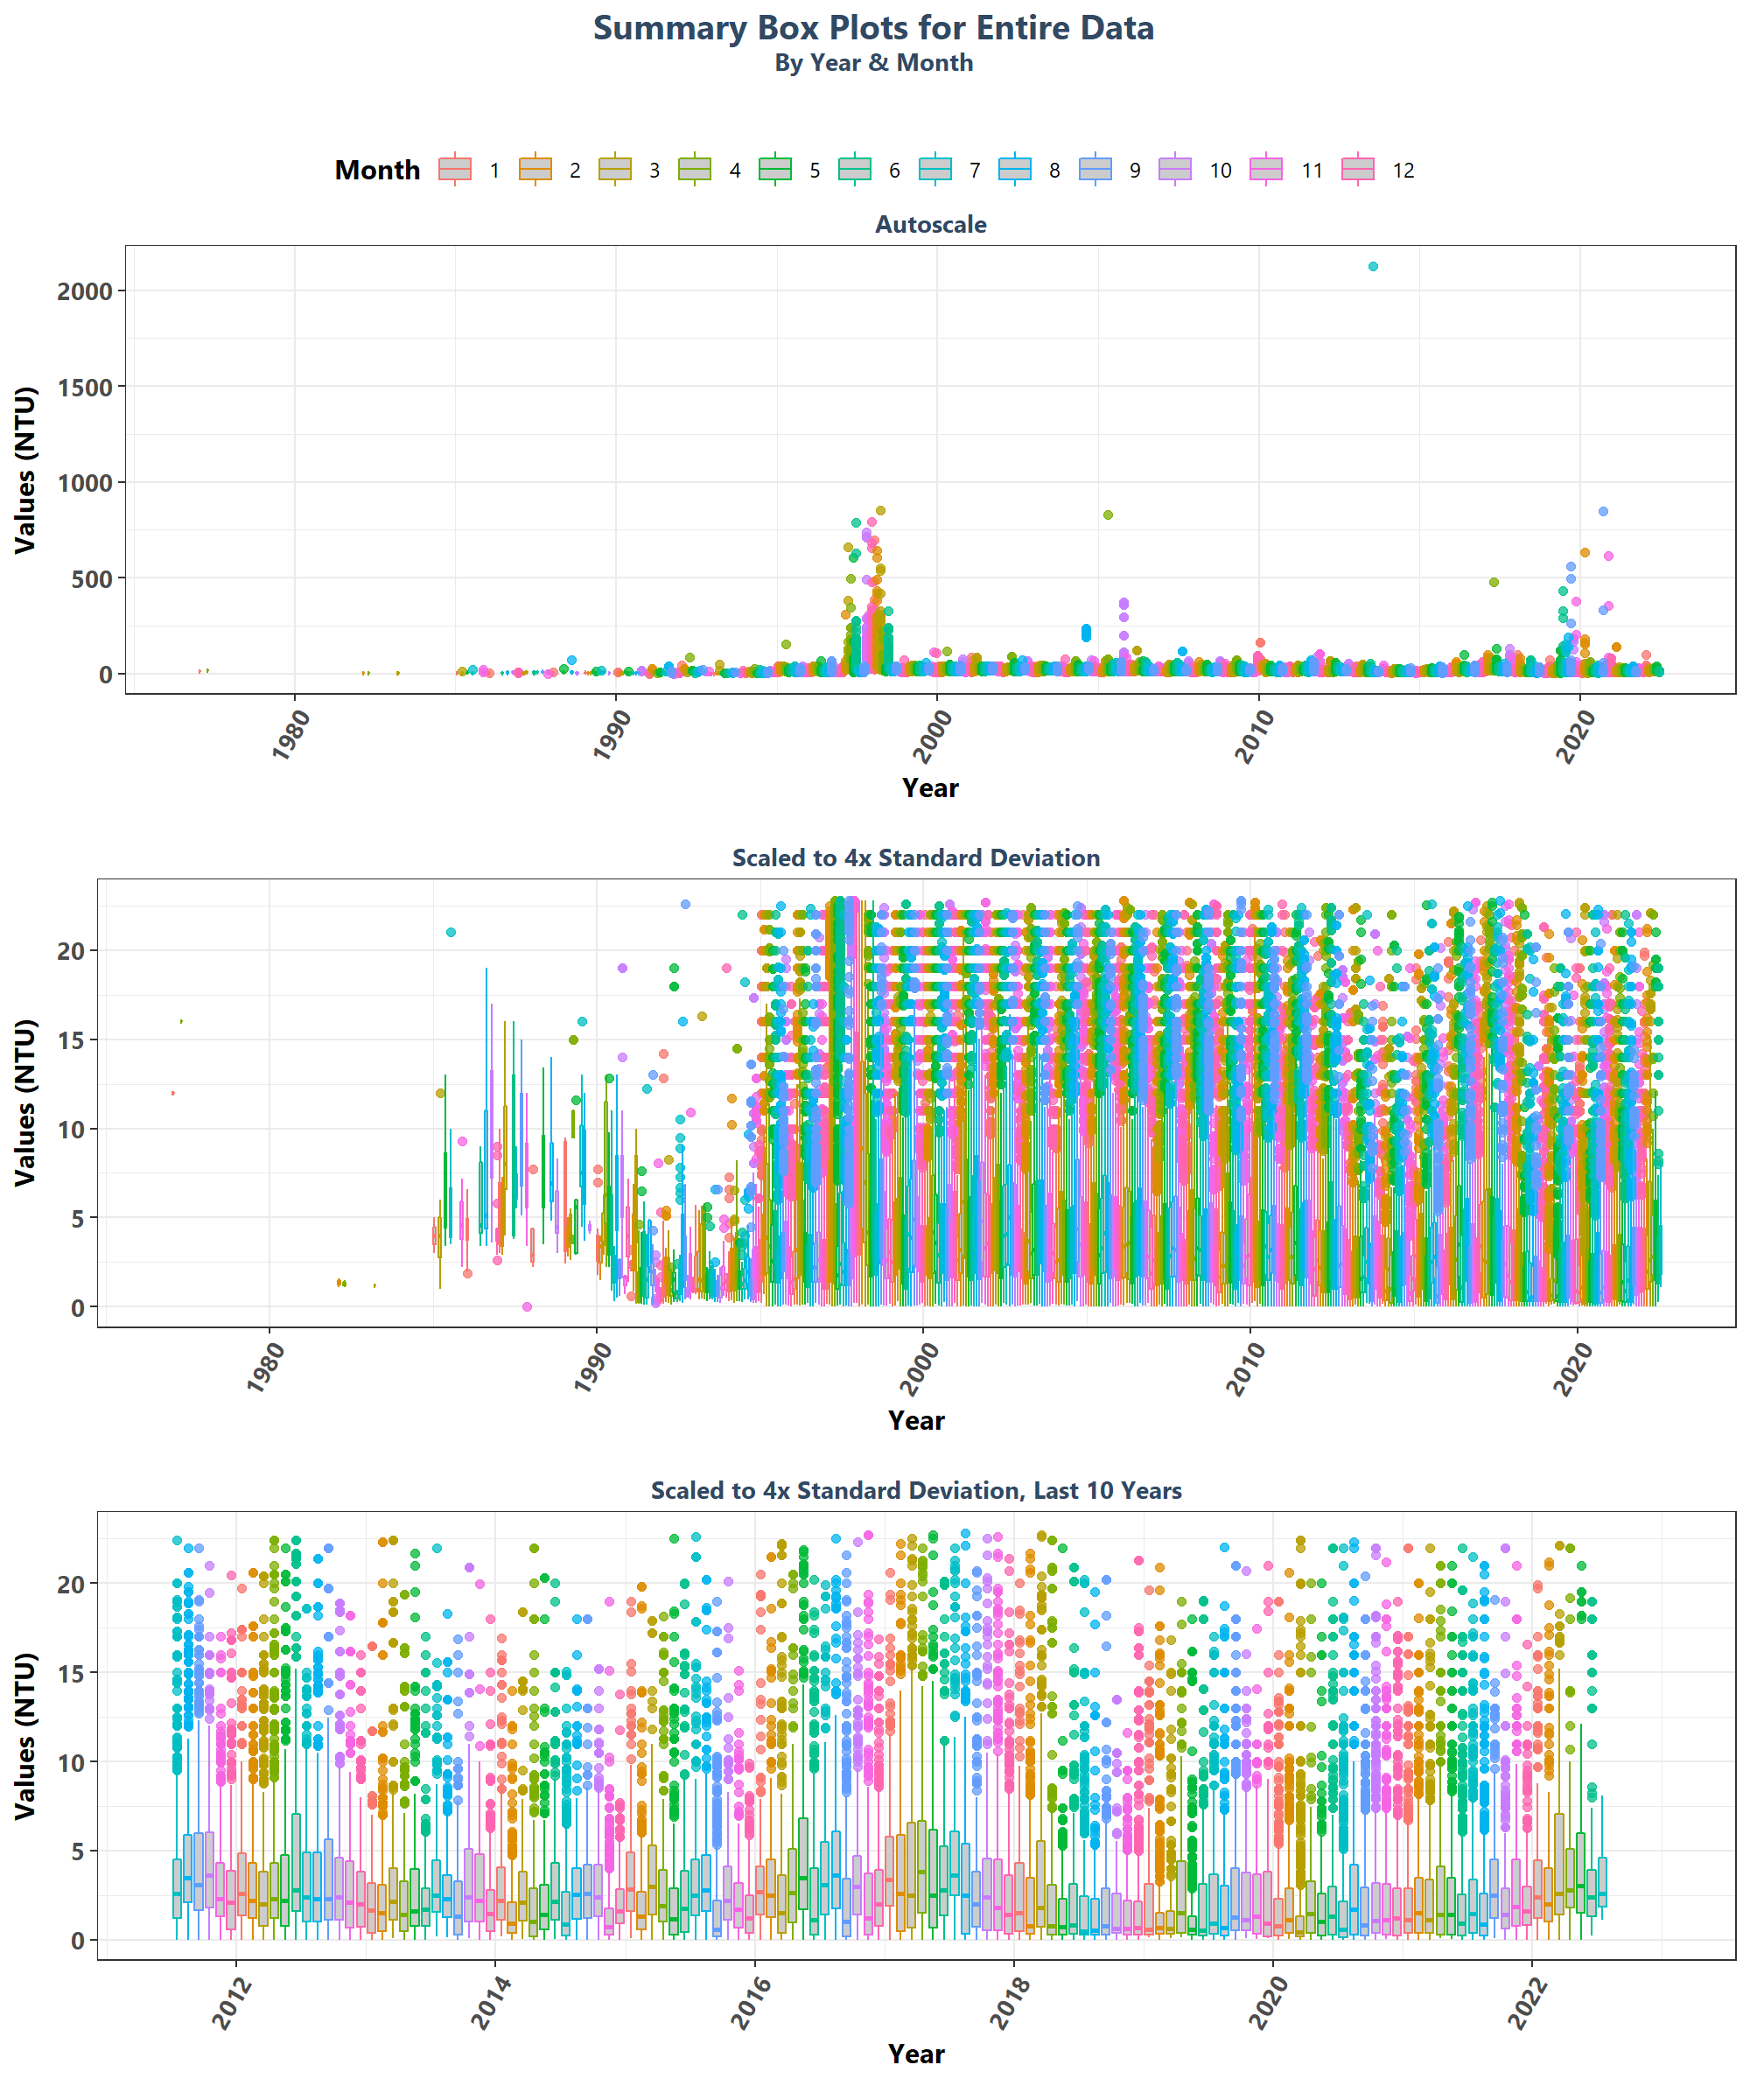 Summary Box Plots for Entire Data
By Year & Month
Month 1 2 3 4 5 6 7 8 9 10 11 12
Autoscale
Values (NTU)
2000
1500
1000
500
0
1980 1990 2000 2010 2020
Year
Scaled to 4x Standard Deviation
Values (NTU)
20
15
10
5
0
1980 1990 2000 2010 2020
Year
Scaled to 4x Standard Deviation, Last 10 Years
Values (NTU)
20
15
10
5
0
2012 2014 2016 2018 2020 2022
Year